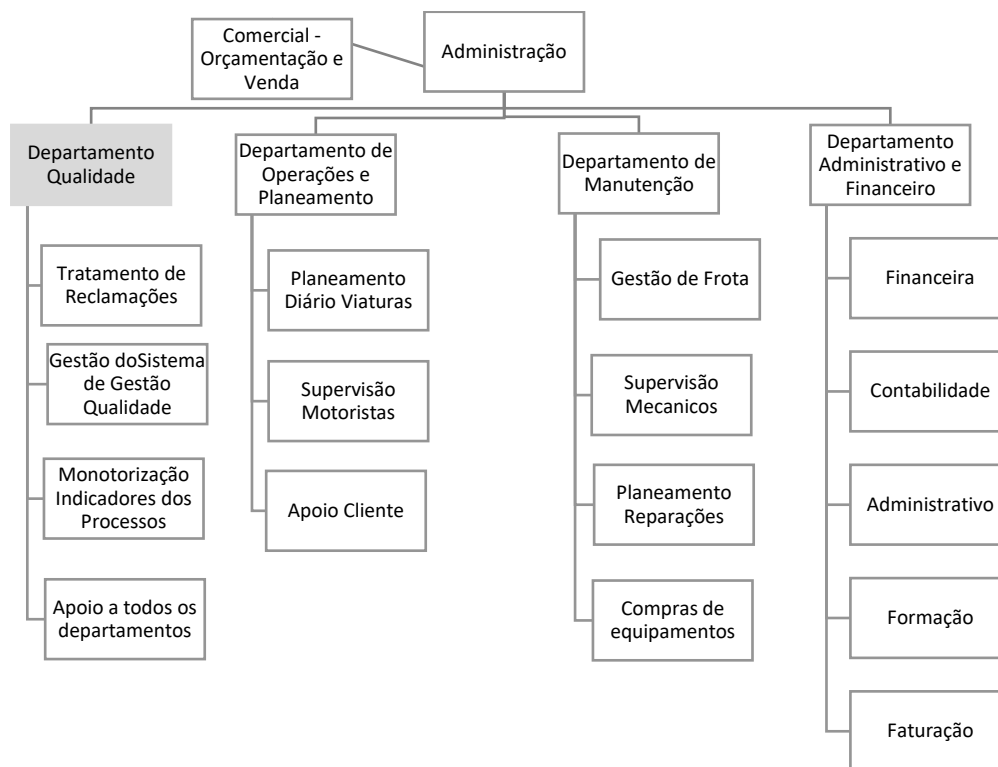 Comercial -
Orçamentação e
Venda
Administração
Departamento
Qualidade
Departamento de
Operações e
Planeamento
Departamento de
Manutenção
Departamento
Administrativo e
Financeiro
Tratamento de
Reclamações
Gestão doSistema
de Gestão
Qualidade
Monotorização
Indicadores dos
Processos
Apoio a todos os
departamentos
Planeamento
Diário Viaturas
Supervisão
Motoristas
Apoio Cliente
Gestão de Frota
Supervisão
Mecanicos
Planeamento
Reparações
Compras de
equipamentos
Financeira
Contabilidade
Administrativo
Formação
Faturação